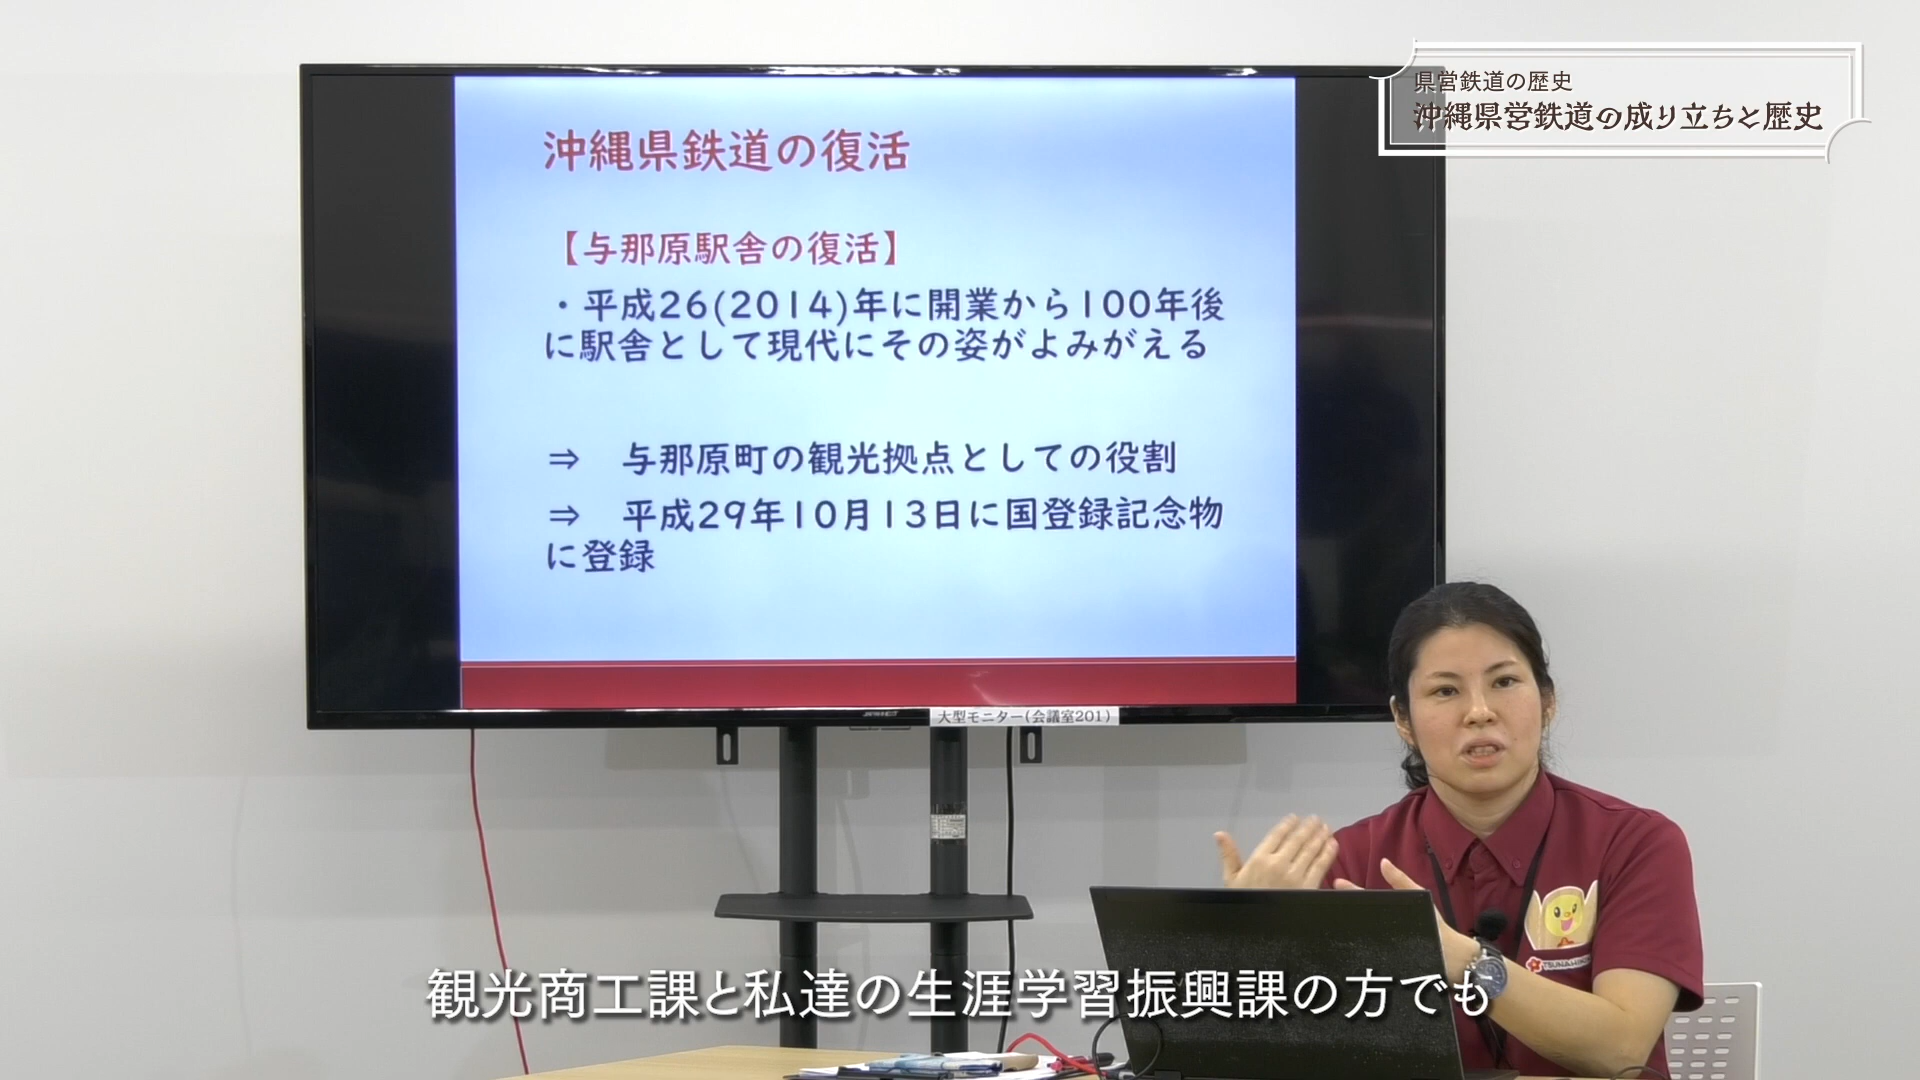 県営鉄道の歴史
沖縄県営鉄道の成り立ちと歴史
沖縄県鉄道の復活
【与那原駅舎の復活】
・平成26(2014)年に開業から100年後
に駅舎として現代にその姿がよみがえる
⇒ 与那原町の観光拠点としての役割
⇒ 平成29年10月13日に国登録記念物
に登録
大型モニター(会議室201)
観光商工課と私達の生涯学習振興課の方でも